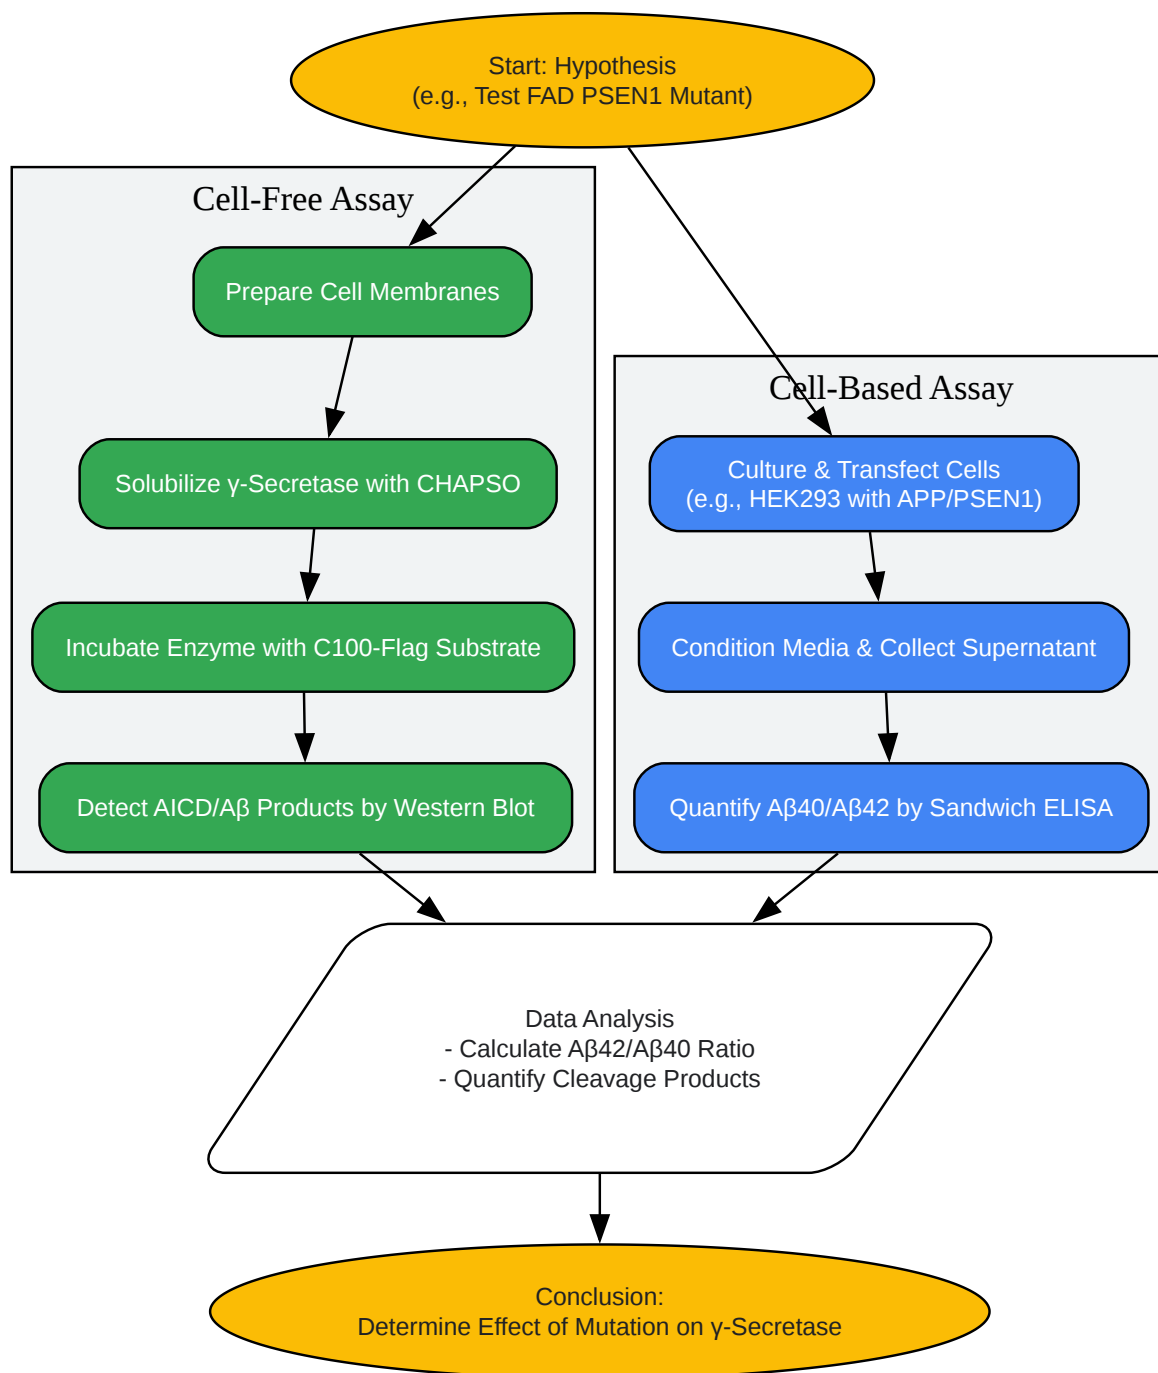 Start: Hypothesis
(e.g., Test FAD PSEN1 Mutant)
Cell-Free Assay
Prepare Cell Membranes
Solubilize γ-Secretase with CHAPSO
Incubate Enzyme with C100-Flag Substrate
Detect AICD/Aβ Products by Western Blot
Cell-Based Assay
Culture & Transfect Cells
(e.g., HEK293 with APP/PSEN1)
Condition Media & Collect Supernatant
Quantify Aβ40/Aβ42 by Sandwich ELISA
Data Analysis
- Calculate Aβ42/Aβ40 Ratio
- Quantify Cleavage Products
Conclusion:
Determine Effect of Mutation on γ-Secretase